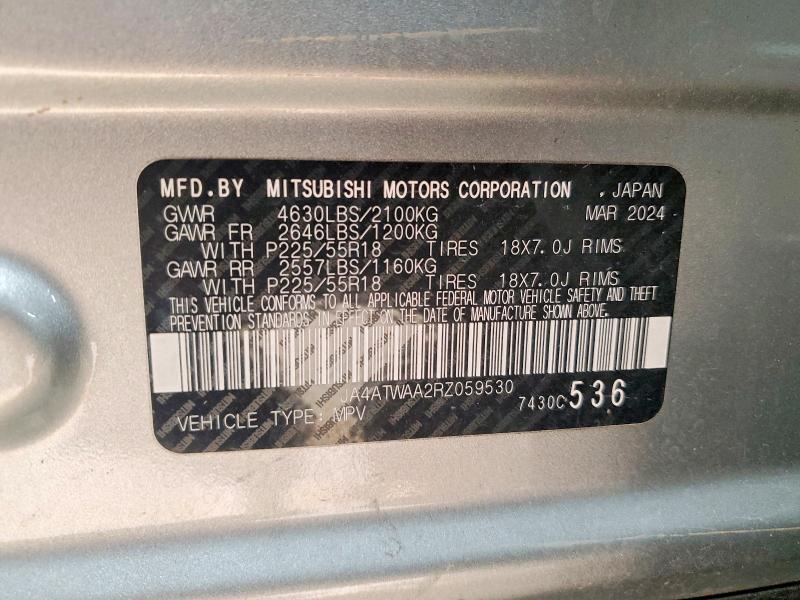 MFD.BY MITSUBISHI MOTORS CORPORATION , JAPAN
GVWR 4630LBS/2100KG MAR 2024
GAWR FR 2646LBS/1200KG
WITH P225/55R18 TIRES 18X7.0J RIMS
GAWR RR 2557LBS/1160KG
WITH P225/55R18 TIRES 18X7.0J RIMS
THIS VEHICLE CONFORMS TO ALL APPLICABLE FEDERAL MOTOR VEHICLE SAFETY AND THEFT
PREVENTION STANDARDS IN EFFECT ON THE DATE OF MANUFACTURE SHOWN ABOVE.
JA4ATWAA2RZ059530
7430C 536
VEHICLE TYPE: MPV